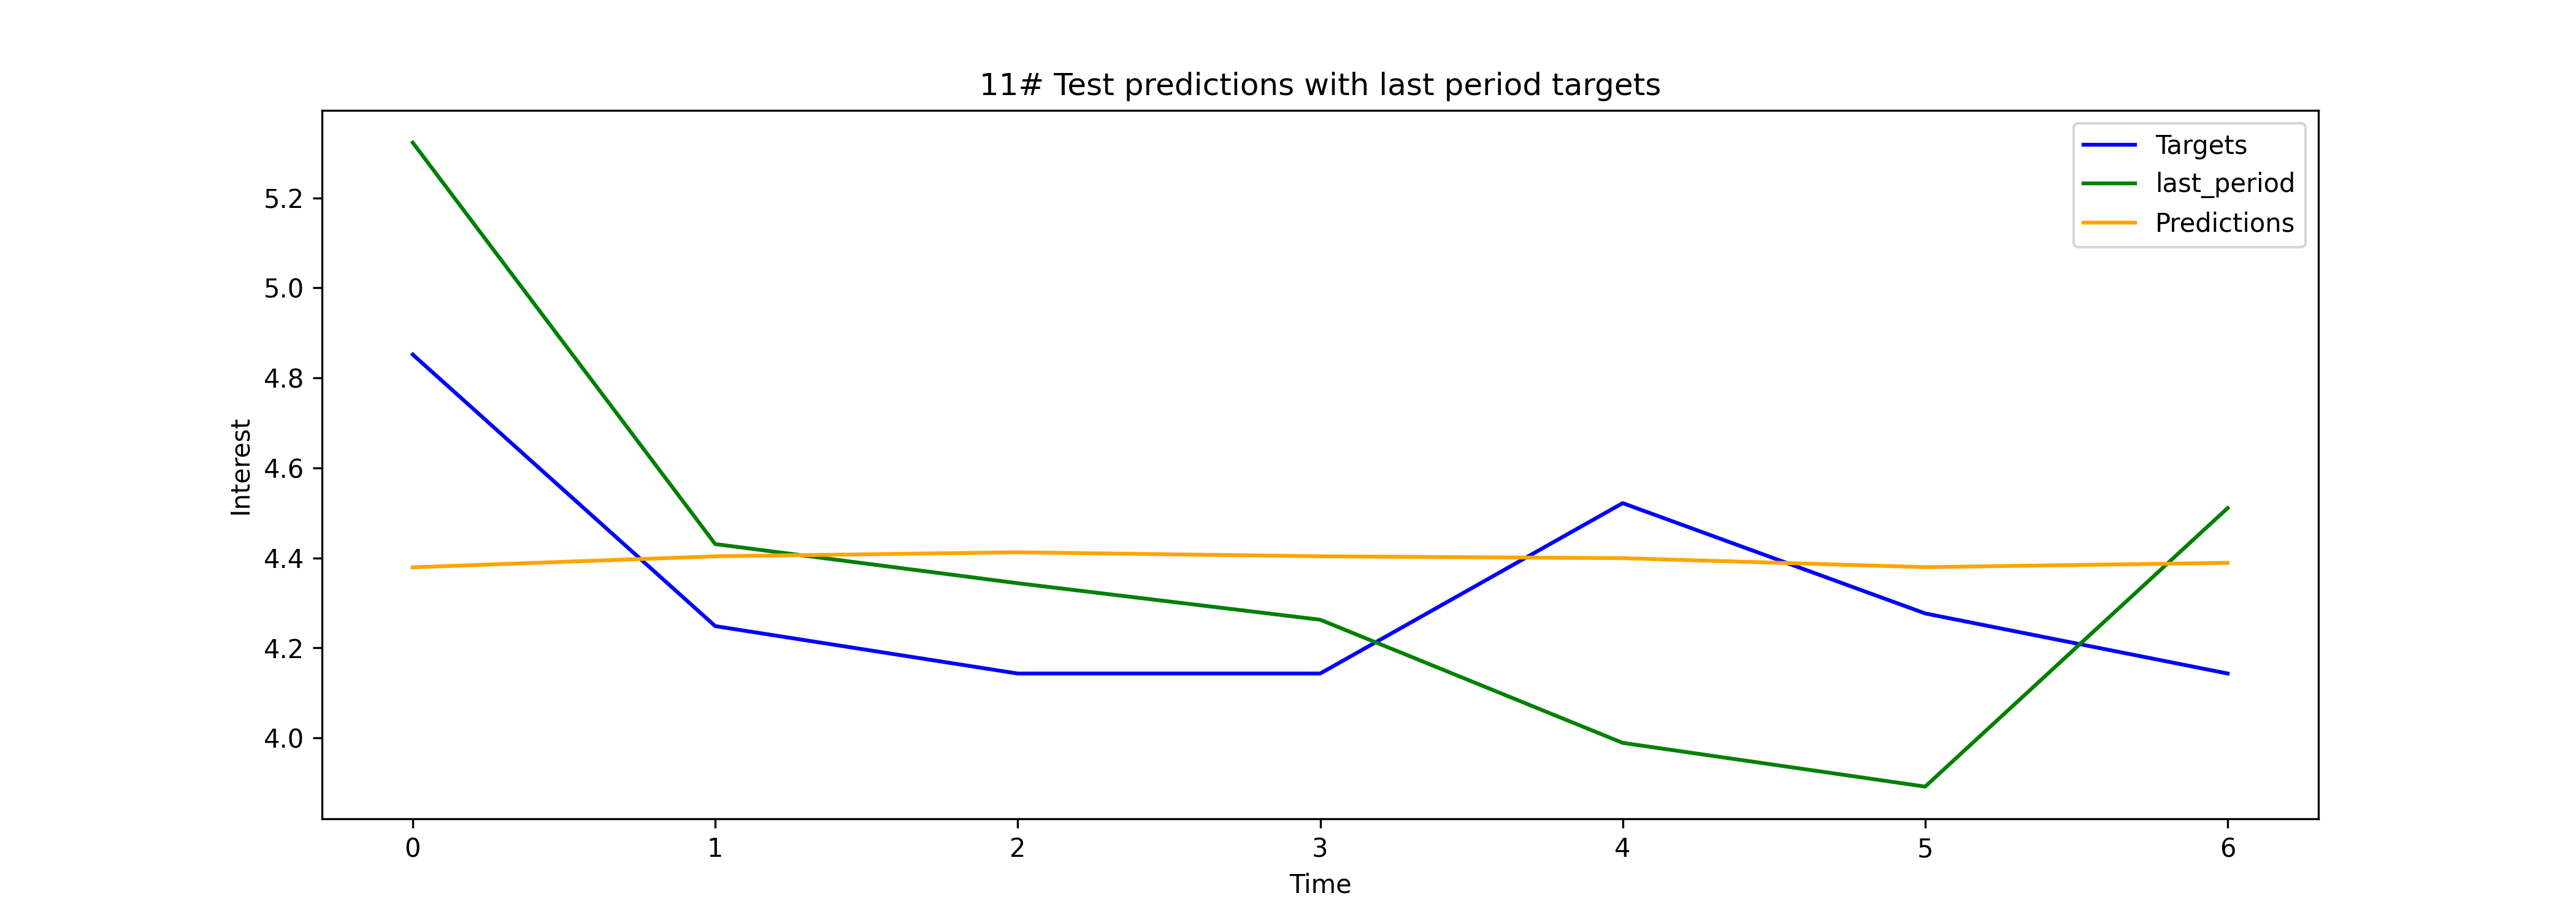 11# Test predictions with last period targets
Targets
last_period
Predictions
5.2
5.0
4.8
4.6
4.4
4.2
4.0
Interest
0 1 2 3 4 5 6
Time